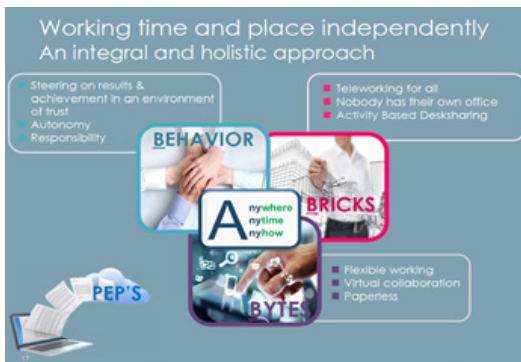 Working time and place independently
An integral and holistic approach
Steering on results &
achievement in an environment
of trust
Autonomy
Responsibility
Teleworking for all
Nobody has their own office
Activity Based Desksharing
BEHAVIOR
BRICKS
Anywhere
nytime
nyhow
BYTES
Flexible working
Virtual collaboration
Paperless
PEP'S